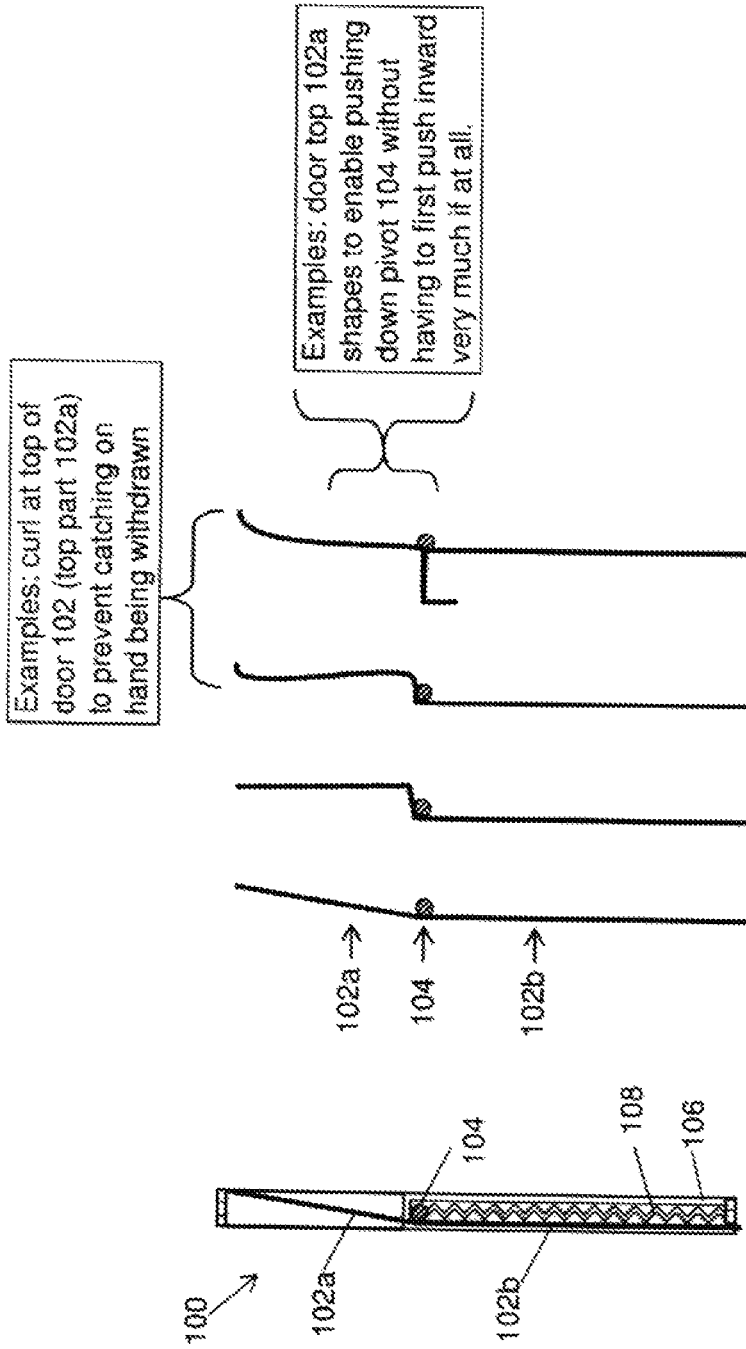 Examples: curl at top of
door 102 (top part 102a)
to prevent catching on
hand being withdrawn
Examples: door top 102a
shapes to enable pushing
down pivot 104 without
having to first push inward
very much if at all.
102a
104
102b
100
102a
102b
104
108
106